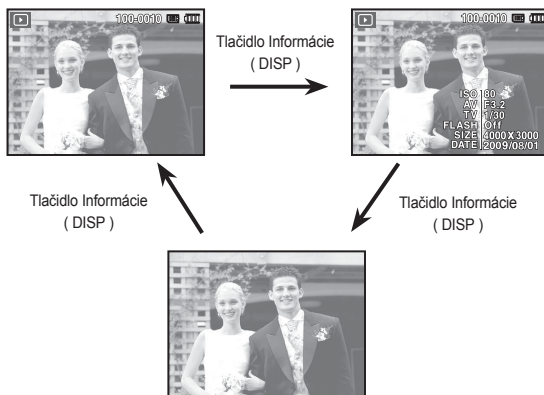 100-0010
Tlačidlo Informácie
( DISP )
100-0010
ISO 80
AV F3.2
TV 1/30
FLASH Off
SIZE 4000X3000
DATE 2009/08/01
Tlačidlo Informácie
( DISP )
Tlačidlo Informácie
( DISP )